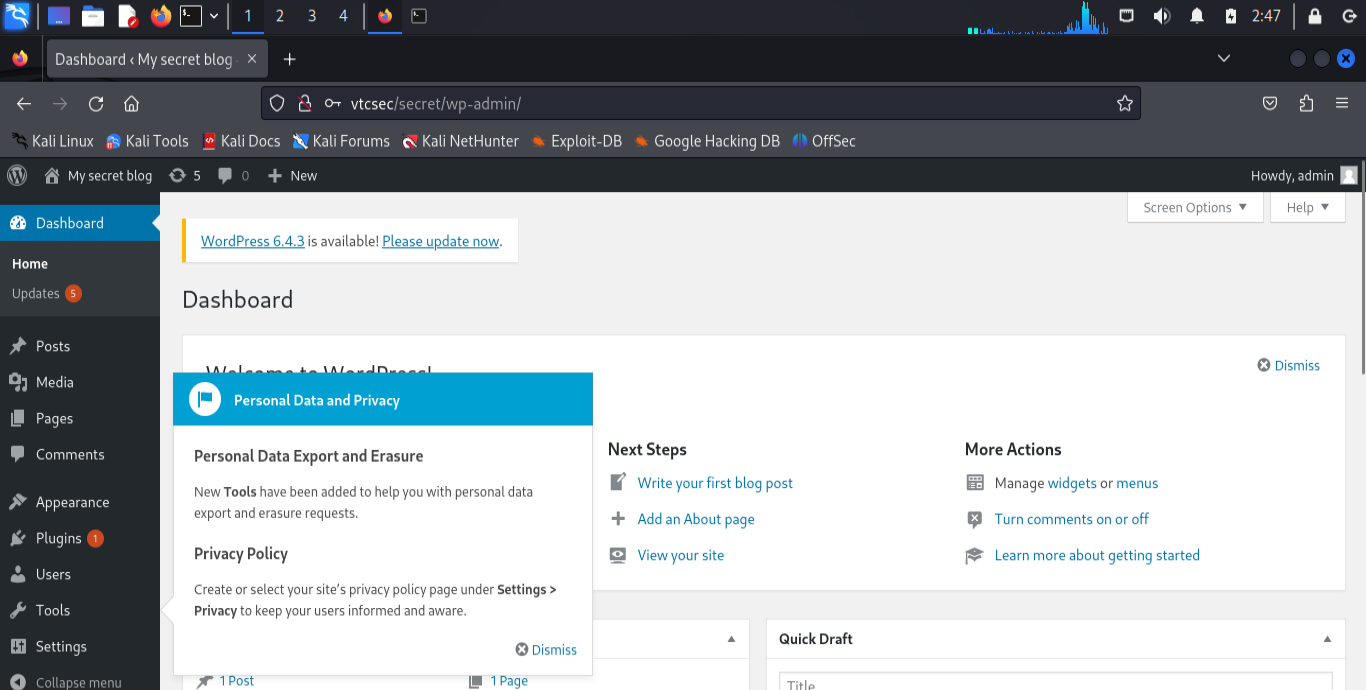 1 2 3 4 2:47
Dashboard ‹ My secret blog
vtcsec/secret/wp-admin/
Kali Linux Kali Tools Kali Docs Kali Forums Kali NetHunter Exploit-DB Google Hacking DB OffSec
My secret blog 5 0 New Howdy, admin
Screen Options Help
Dashboard
Home
Updates 5
Posts
Media
Pages
Comments
Appearance
Plugins 1
Users
Tools
Settings
Collapse menu
WordPress 6.4.3 is available! Please update now.
Dashboard
Welcome to WordPress!
Dismiss
Personal Data and Privacy
Personal Data Export and Erasure
New Tools have been added to help you with personal data
export and erasure requests.
Privacy Policy
Create or select your site's privacy policy page under Settings >
Privacy to keep your users informed and aware.
Dismiss
Next Steps
Write your first blog post
Add an About page
View your site
More Actions
Manage widgets or menus
Turn comments on or off
Learn more about getting started
1 Post 1 Page
Quick Draft
Title